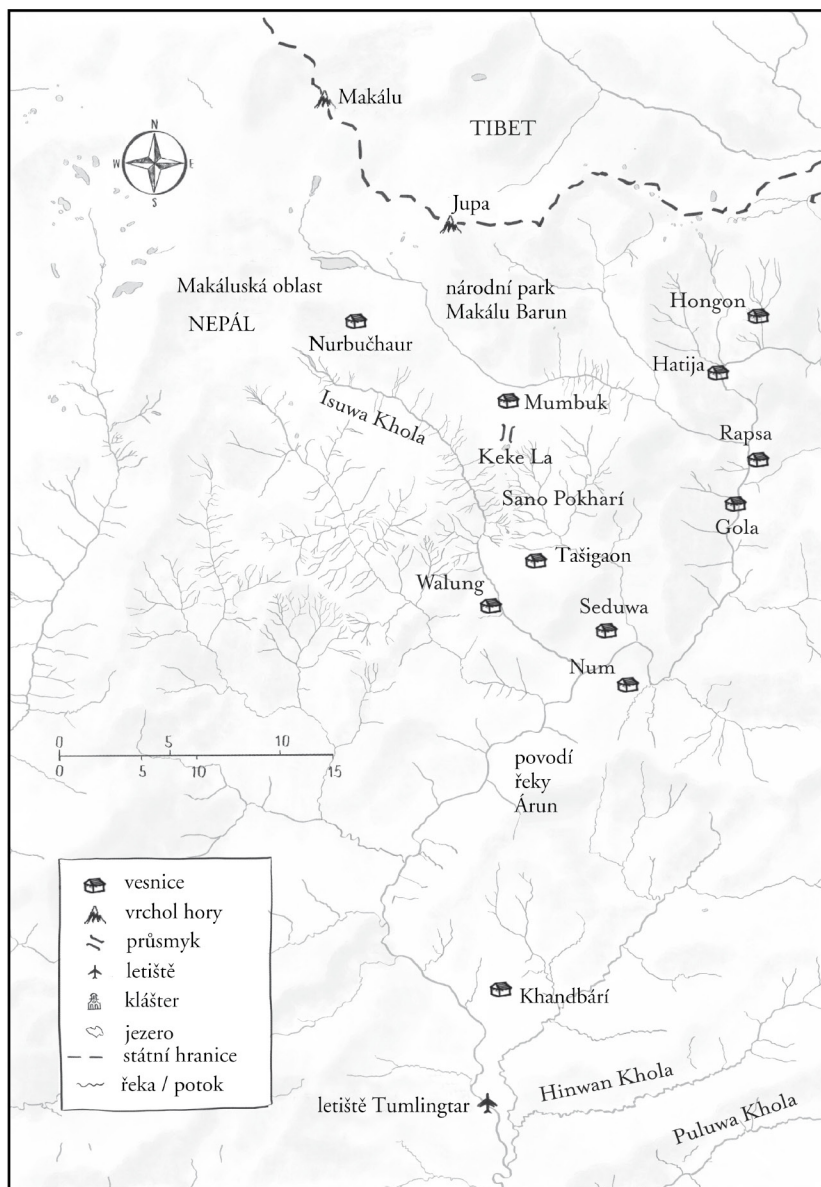 Makálu
N
W E
S
TIBET
Jupa
Makáluská oblast
NEPÁL
národní park
Makálu Barun
Hongon
Nurbučhaur
Hatija
Isuwa Khola
Mumbuk
Rapsa
Keke La
Sano Pokharí
Gola
Tašigaon
Walung
Seduwa
Num
0 5 10
0 5 10 15
povodí
řeky
Árun
vesnice
vrchol hory
průsmyk
letiště
klášter
jezero
státní hranice
řeka / potok
Khandbárí
Hinwan Khola
letiště Tumlingtar
Puluwa Khola